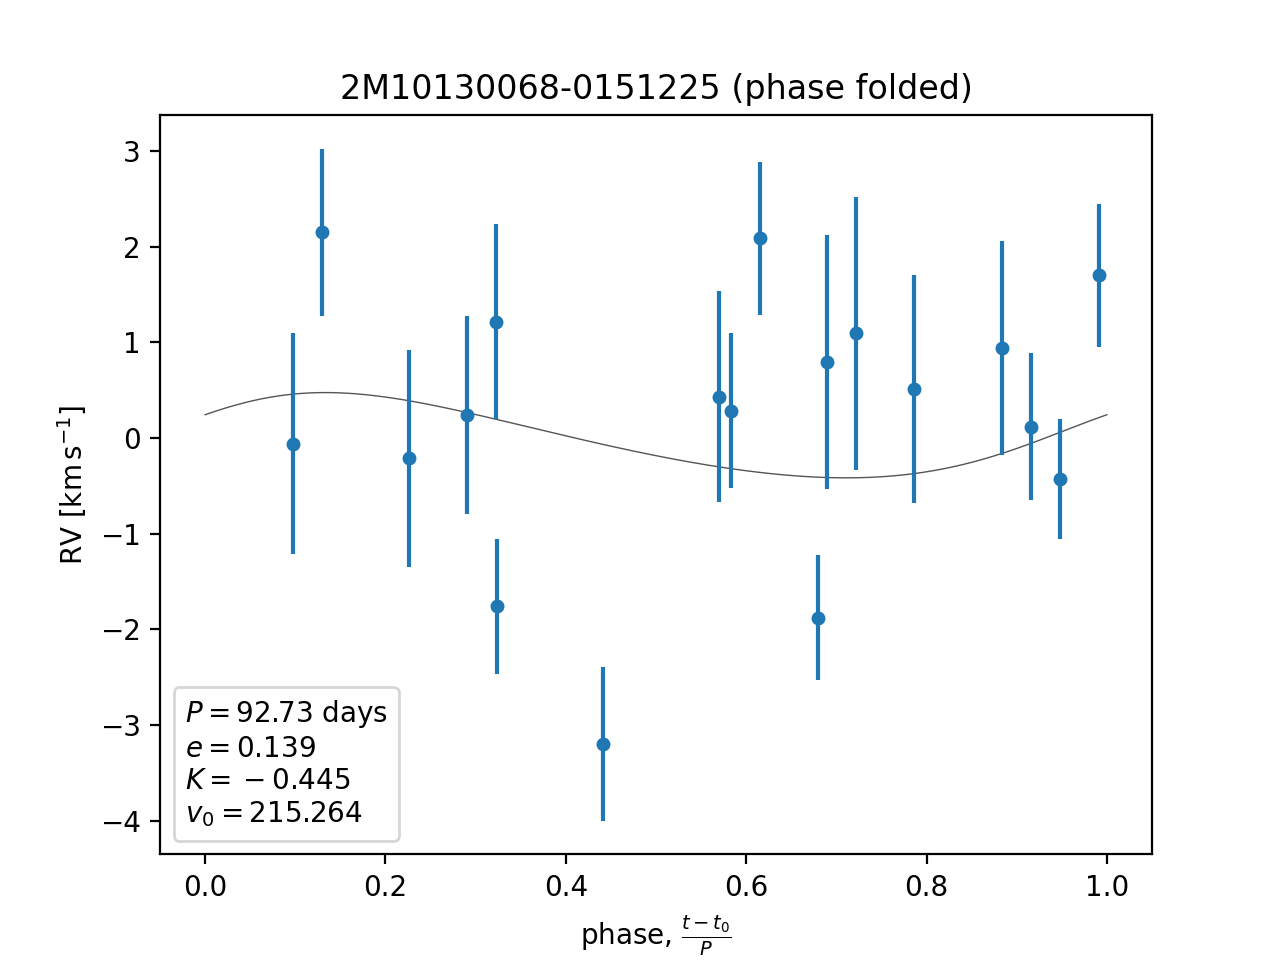 2M10130068-0151225 (phase folded)
3
2
1
0
−1
−2
−3
−4
RV [km s⁻¹]
P = 92.73 days
e = 0.139
K = −0.445
v₀ = 215.264
0.0 0.2 0.4 0.6 0.8 1.0
phase, (t − t₀)/P